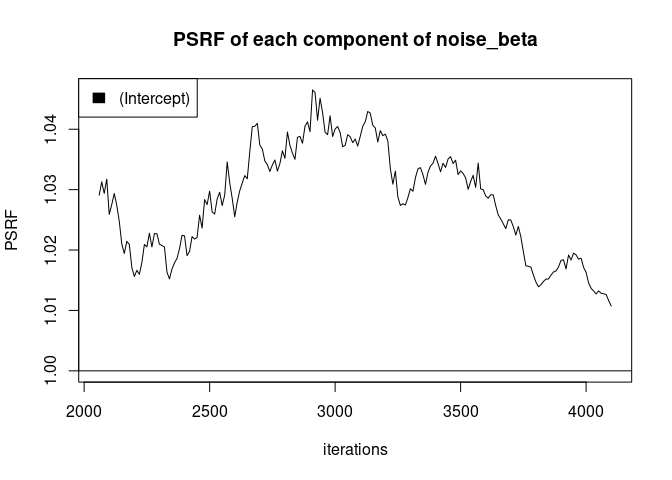 PSRF of each component of noise_beta
(Intercept)
PSRF
1.04
1.03
1.02
1.01
1.00
2000 2500 3000 3500 4000
iterations